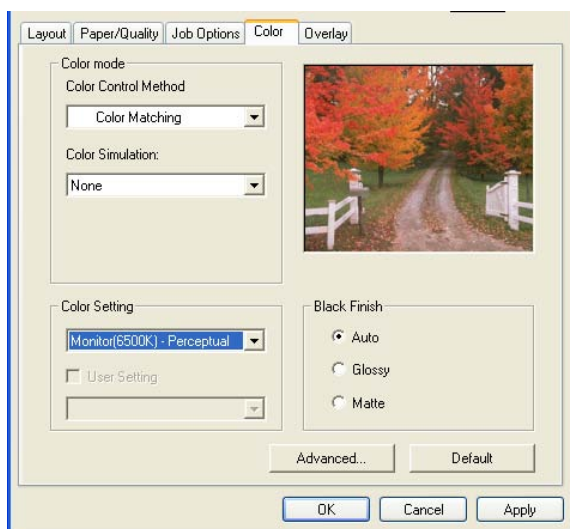 Layout Paper/Quality Job Options Color Overlay
Color mode
Color Control Method
Color Matching
Color Simulation:
None
Color Setting
Monitor(6500K) - Perceptual
User Setting
Black Finish
Auto
Glossy
Matte
Advanced... Default
OK Cancel Apply